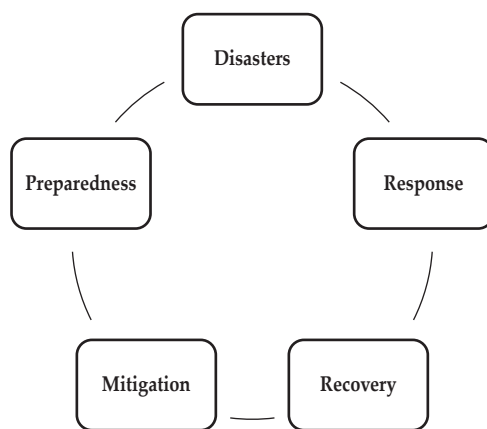 Disasters
Preparedness
Response
Mitigation
Recovery